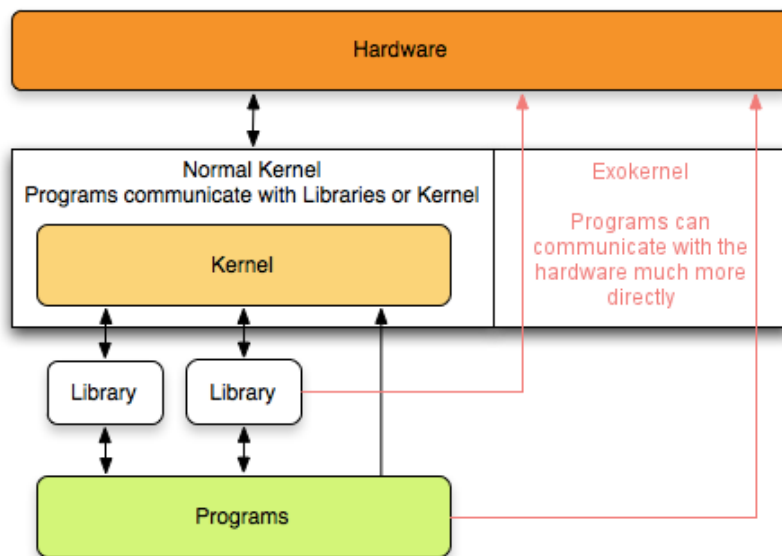 Hardware
Normal Kernel
Programs communicate with Libraries or Kernel
Kernel
Exokernel
Programs can
communicate with the
hardware much more
directly
Library
Library
Programs